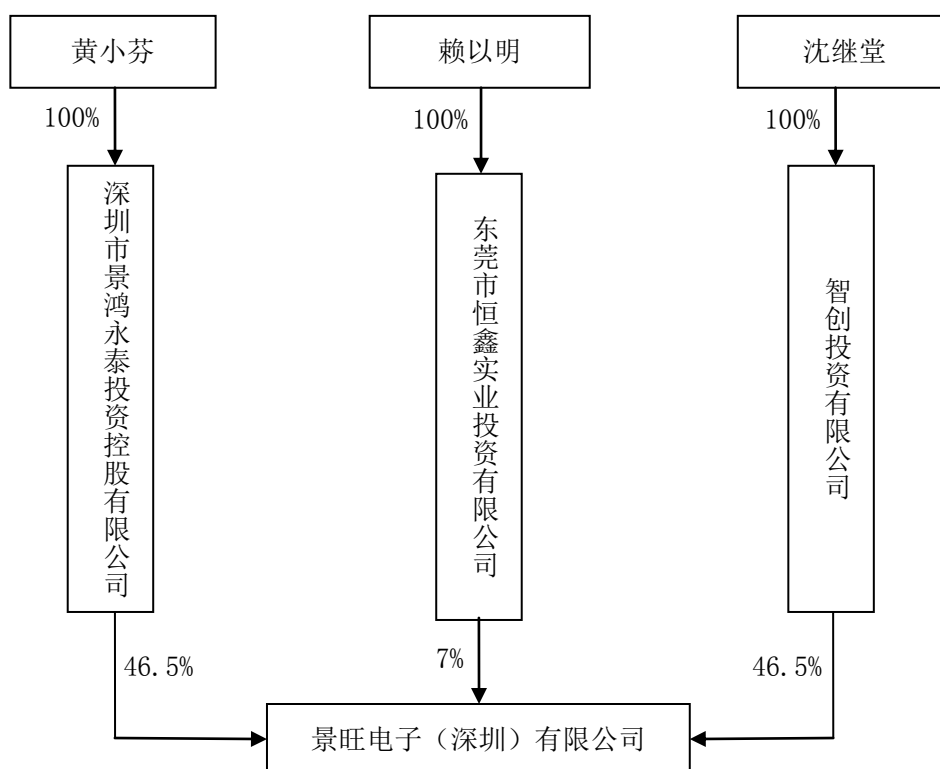 黄小芬
赖以明
沈继堂
100%
100%
100%
深圳市景鸿永泰投资控股有限公司
东莞市恒鑫实业投资有限公司
智创投资有限公司
46.5%
7%
46.5%
景旺电子（深圳）有限公司